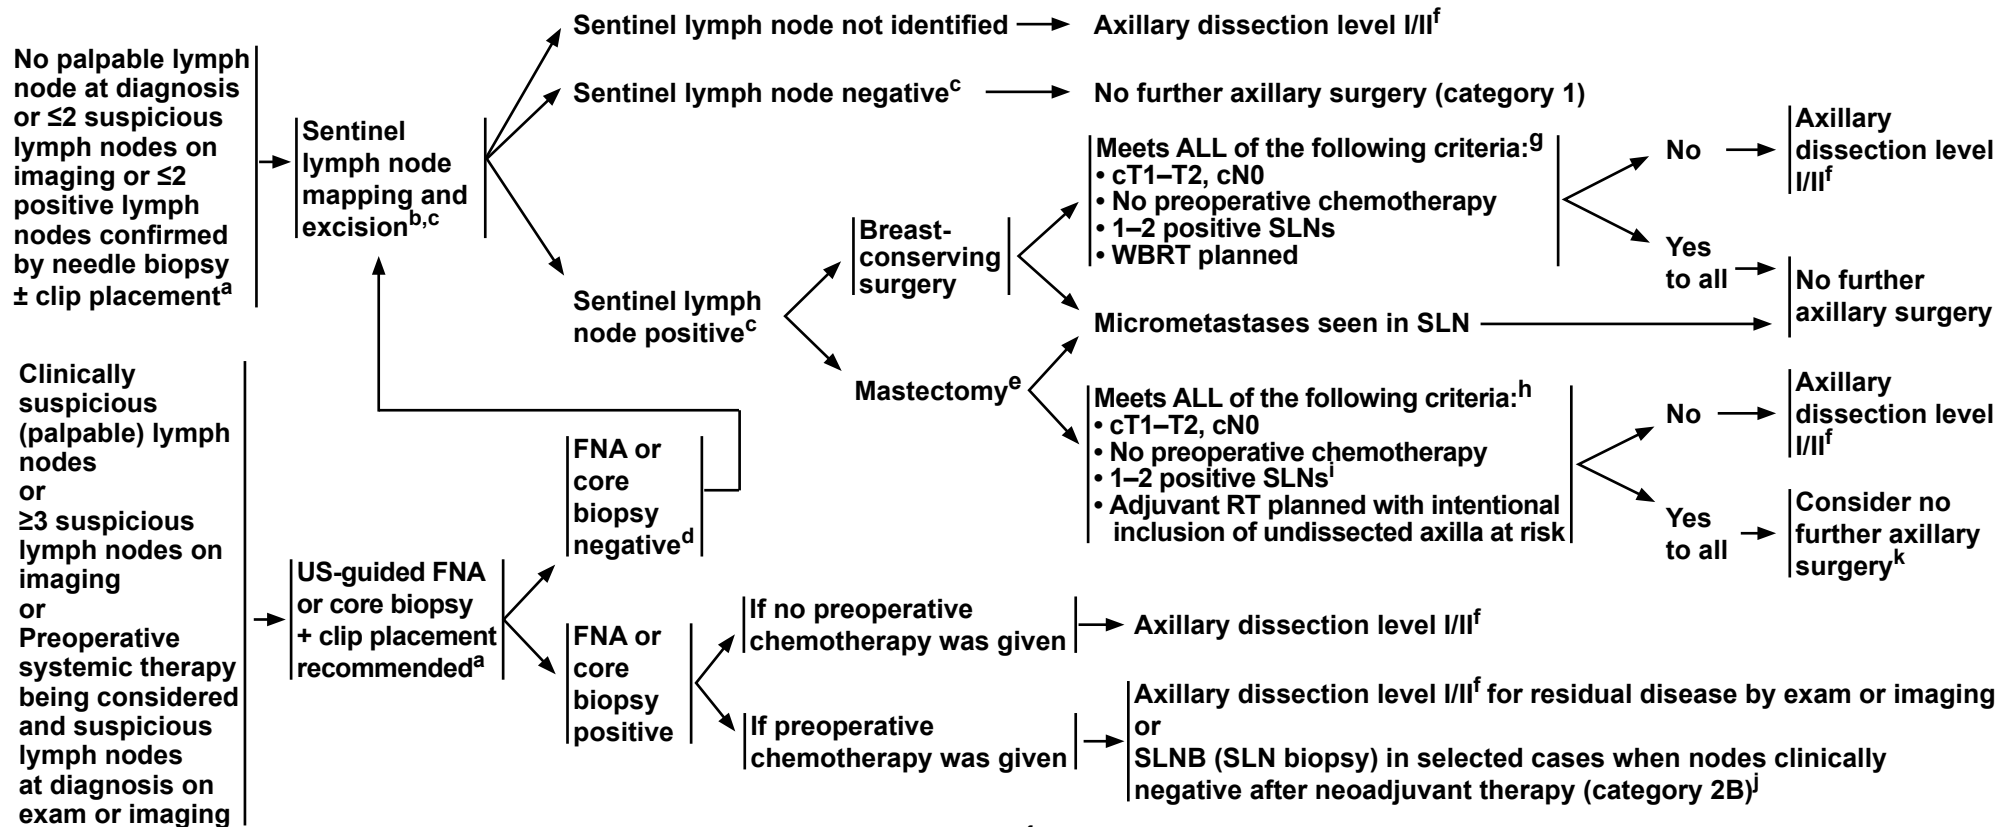 No palpable lymph
node at diagnosis
or ≤2 suspicious
lymph nodes on
imaging or ≤2
positive lymph
nodes confirmed
by needle biopsy
± clip placementa
Sentinel
lymph node
mapping and
excisionb,c
Sentinel lymph node not identified
Axillary dissection level I/IIf
Sentinel lymph node negativec
No further axillary surgery (category 1)
Sentinel lymph
node positivec
Breast-
conserving
surgery
Meets ALL of the following criteria:g
• cT1–T2, cN0
• No preoperative chemotherapy
• 1–2 positive SLNs
• WBRT planned
No
Axillary
dissection level
I/IIf
Yes
to all
No further
axillary surgery
Micrometastases seen in SLN
Mastectomye
Meets ALL of the following criteria:h
• cT1–T2, cN0
• No preoperative chemotherapy
• 1–2 positive SLNsi
• Adjuvant RT planned with intentional
inclusion of undissected axilla at risk
No
Axillary
dissection level
I/IIf
Yes
to all
Consider no
further axillary
surgeryk
Clinically
suspicious
(palpable) lymph
nodes
or
≥3 suspicious
lymph nodes on
imaging
or
Preoperative
systemic therapy
being considered
and suspicious
lymph nodes
at diagnosis on
exam or imaging
US-guided FNA
or core biopsy
+ clip placement
recommendeda
FNA or
core
biopsy
negatived
FNA or
core
biopsy
positive
If no preoperative
chemotherapy was given
Axillary dissection level I/IIf
If preoperative
chemotherapy was given
Axillary dissection level I/IIf for residual disease by exam or imaging
or
SLNB (SLN biopsy) in selected cases when nodes clinically
negative after neoadjuvant therapy (category 2B)j